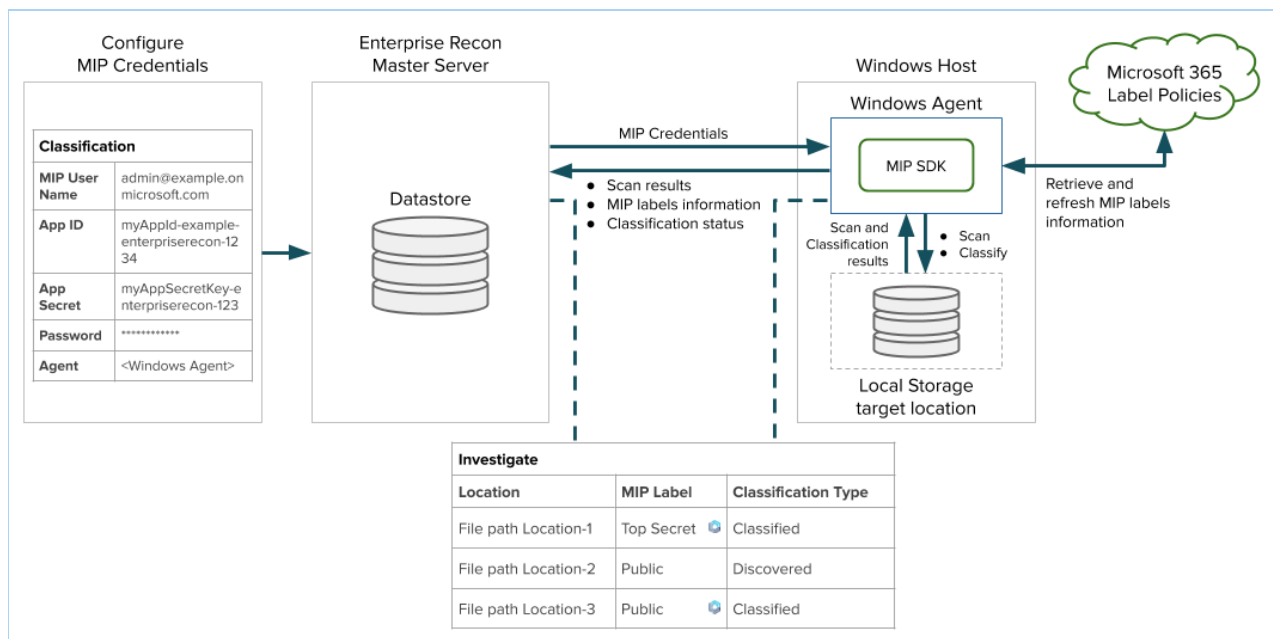 Configure
MIP Credentials
Classification
MIP User
Name
admin@example.on
microsoft.com
App ID
myAppId-example-
enterpriserecon-12
34
App
Secret
myAppSecretKey-e
nterpriserecon-123
Password
************
Agent
<Windows Agent>
Enterprise Recon
Master Server
Datastore
MIP Credentials
● Scan results
● MIP labels information
● Classification status
Windows Host
Windows Agent
MIP SDK
Scan and
Classification
results
● Scan
● Classify
Local Storage
target location
Microsoft 365
Label Policies
Retrieve and
refresh MIP labels
information
Investigate
Location MIP Label Classification Type
File path Location-1 Top Secret Classified
File path Location-2 Public Discovered
File path Location-3 Public Classified